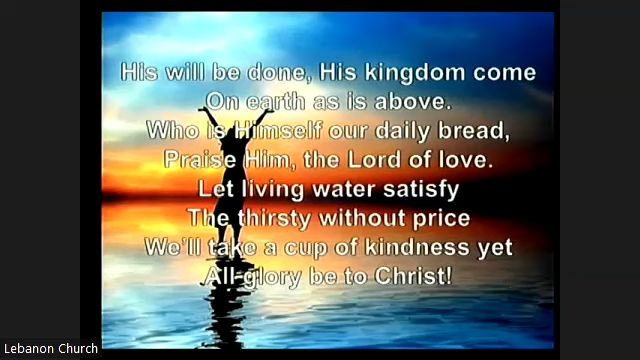 His will be done, His kingdom come
On earth as is above.
Who is Himself our daily bread,
Praise Him, the Lord of love.
Let living water satisfy
The thirsty without price
We'll take a cup of kindness yet
All glory be to Christ!
Lebanon Church